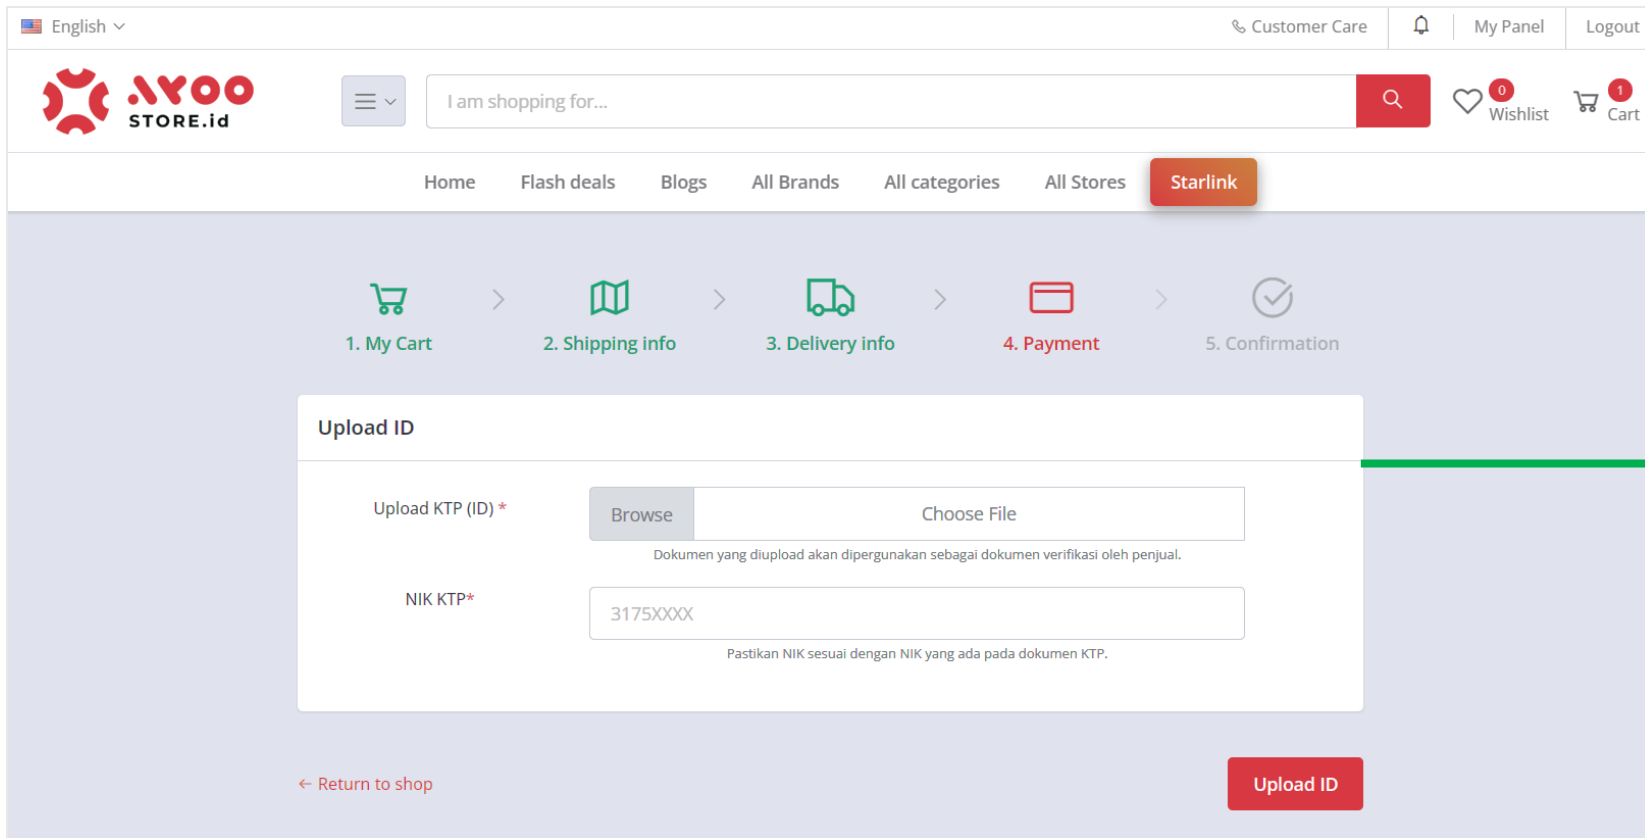 English
Customer Care
My Panel
Logout
AYOO
STORE.id
I am shopping for...
0
Wishlist
1
Cart
Home
Flash deals
Blogs
All Brands
All categories
All Stores
Starlink
1. My Cart
2. Shipping info
3. Delivery info
4. Payment
5. Confirmation
Upload ID
Upload KTP (ID) *
Browse
Choose File
Dokumen yang diupload akan dipergunakan sebagai dokumen verifikasi oleh penjual.
NIK KTP*
3175XXXX
Pastikan NIK sesuai dengan NIK yang ada pada dokumen KTP.
← Return to shop
Upload ID